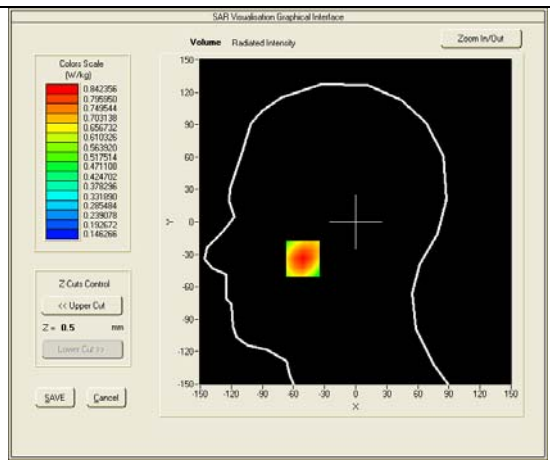 SAR Visualisation Graphical Interface
Volume Radiated Intensity
Zoom In/Out
Colors Scale
(W/kg)
0.842356
0.795950
0.749544
0.703138
0.656732
0.610326
0.563920
0.517514
0.471108
0.424702
0.378296
0.331890
0.285484
0.239078
0.192672
0.146266
150
120
90
60
30
0
-30
-60
-90
-120
-150
Y
-150 -120 -90 -60 -30 0 30 60 90 120 150
X
Z Cuts Control
<< Upper Cut
Z = 0.5 mm
Lower Cut >>
SAVE Cancel